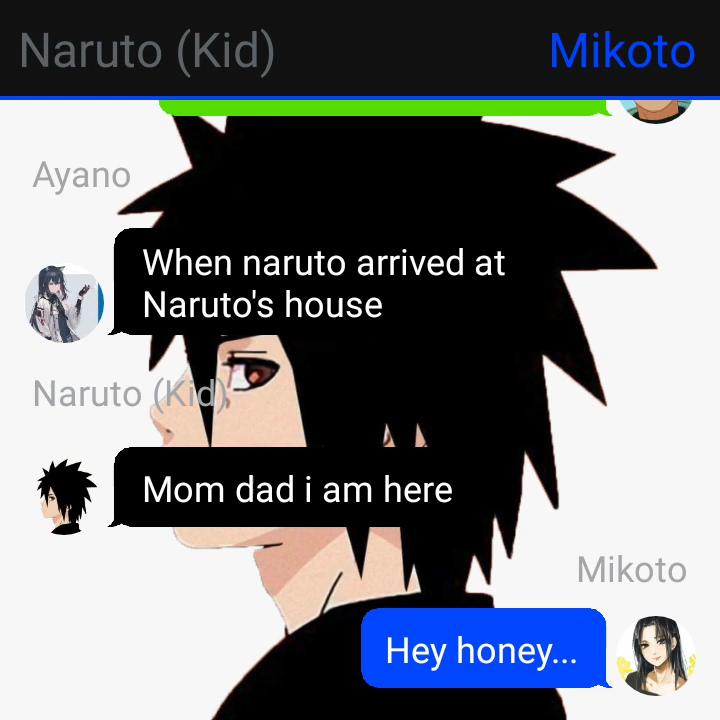 Naruto (Kid) Mikoto
Ayano
When naruto arrived at
Naruto's house
Naruto (Kid)
Mom dad i am here
Mikoto
Hey honey...